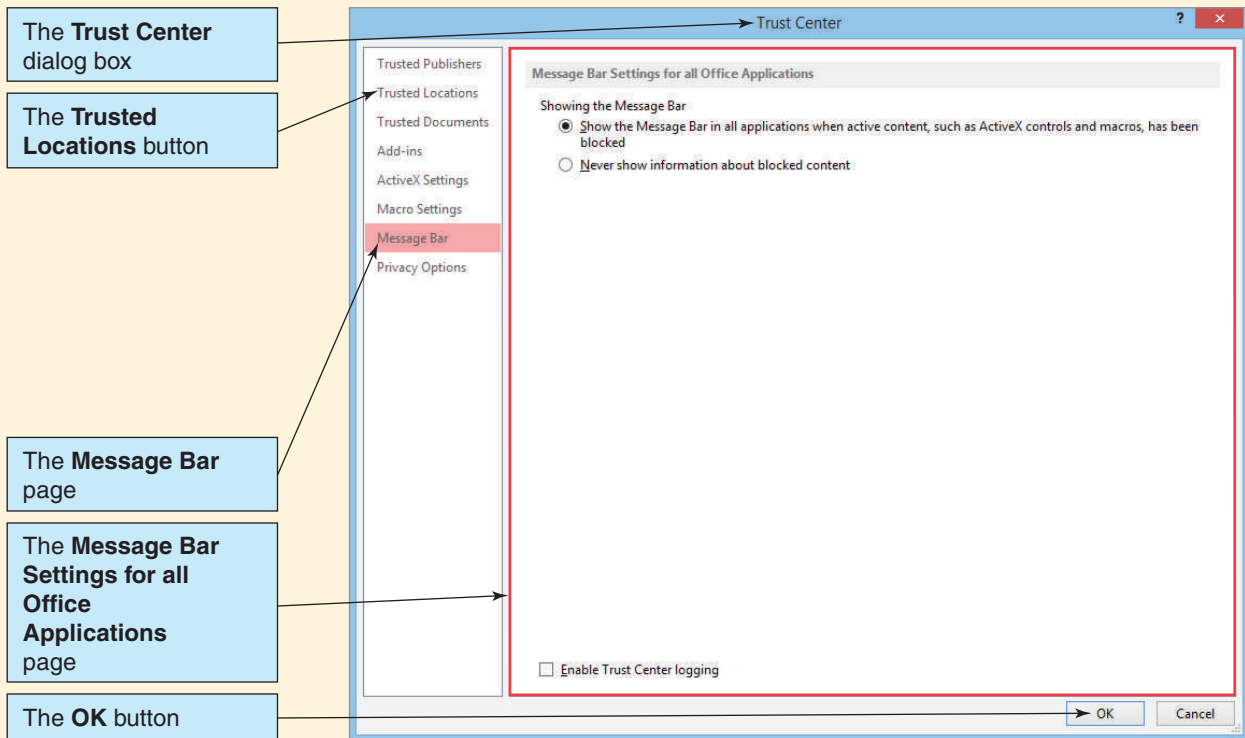 The Trust Center
dialog box
The Trusted
Locations button
The Message Bar
page
The Message Bar
Settings for all
Office
Applications
page
The OK button
Trust Center
?
Trusted Publishers
Trusted Locations
Trusted Documents
Add-ins
ActiveX Settings
Macro Settings
Message Bar
Privacy Options
Message Bar Settings for all Office Applications
Showing the Message Bar
Show the Message Bar in all applications when active content, such as ActiveX controls and macros, has been
blocked
Never show information about blocked content
Enable Trust Center logging
OK
Cancel